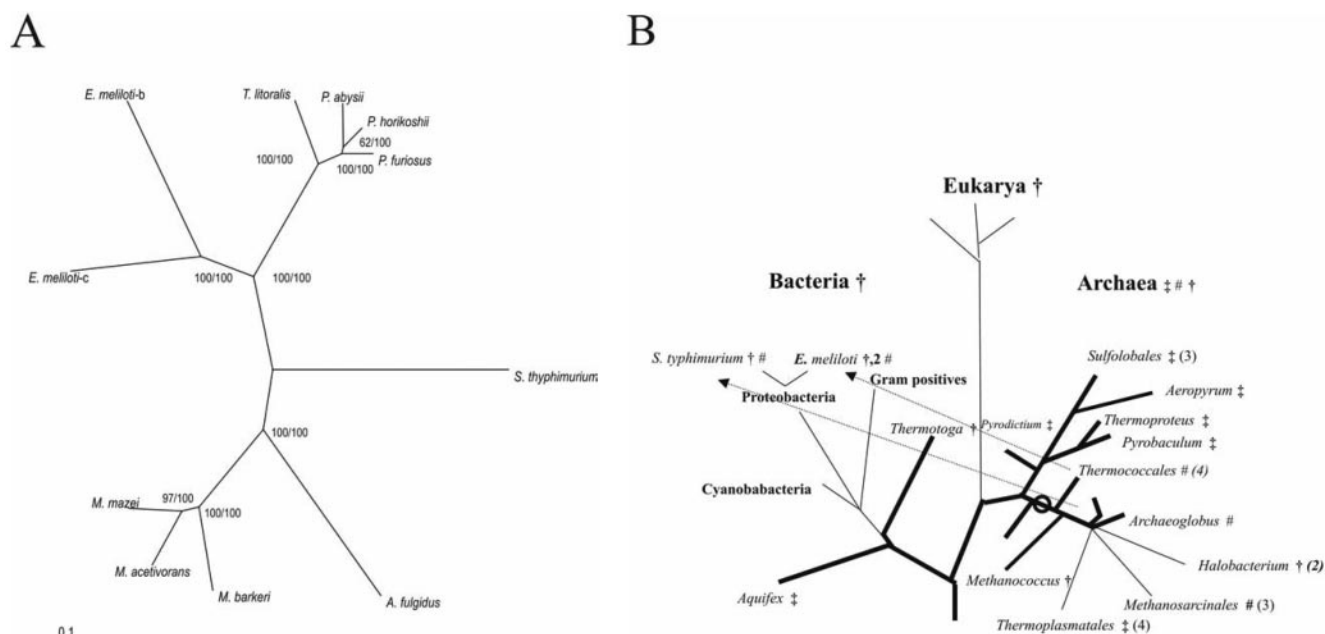 A
E. meliloti-b
T. litoralis
P. abysii
P. horikoshii
62/100
100/100
100/100
P. furiosus
E. meliloti-c
100/100
100/100
S. thyphimurium
100/100
M. mazei
97/100
100/100
M. acetivorans
M. barkeri
A. fulgidus
0.1
B
Eukarya †
Bacteria †
Archaea ‡ # †
S. typhimurium † #
E. meliloti †,2 #
Sulfolobales ‡ (3)
Gram positives
Aeropyrum ‡
Proteobacteria
Thermotoga †
Pyrodictium ‡
Thermoproteus ‡
Pyrobaculum ‡
Thermococcales # (4)
Cyanobabacteria
Archaeoglobus #
Halobacterium † (2)
Aquifex ‡
Methanococcus †
Methanosarcinales # (3)
Thermoplasmatales ‡ (4)